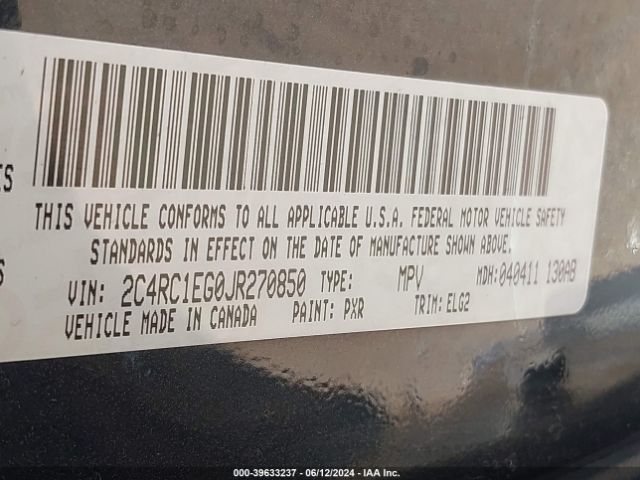 IS
THIS VEHICLE CONFORMS TO ALL APPLICABLE U.S.A. FEDERAL MOTOR VEHICLE SAFETY
S
STANDARDS IN EFFECT ON THE DATE OF MANUFACTURE SHOWN ABOVE.
VIN: 2C4RC1EG0JR270850 TYPE: MPV MDH:040411 130AB
VEHICLE MADE IN CANADA PAINT: PXR TRIM: ELG2
000-39633237 - 06/12/2024 - IAA Inc.